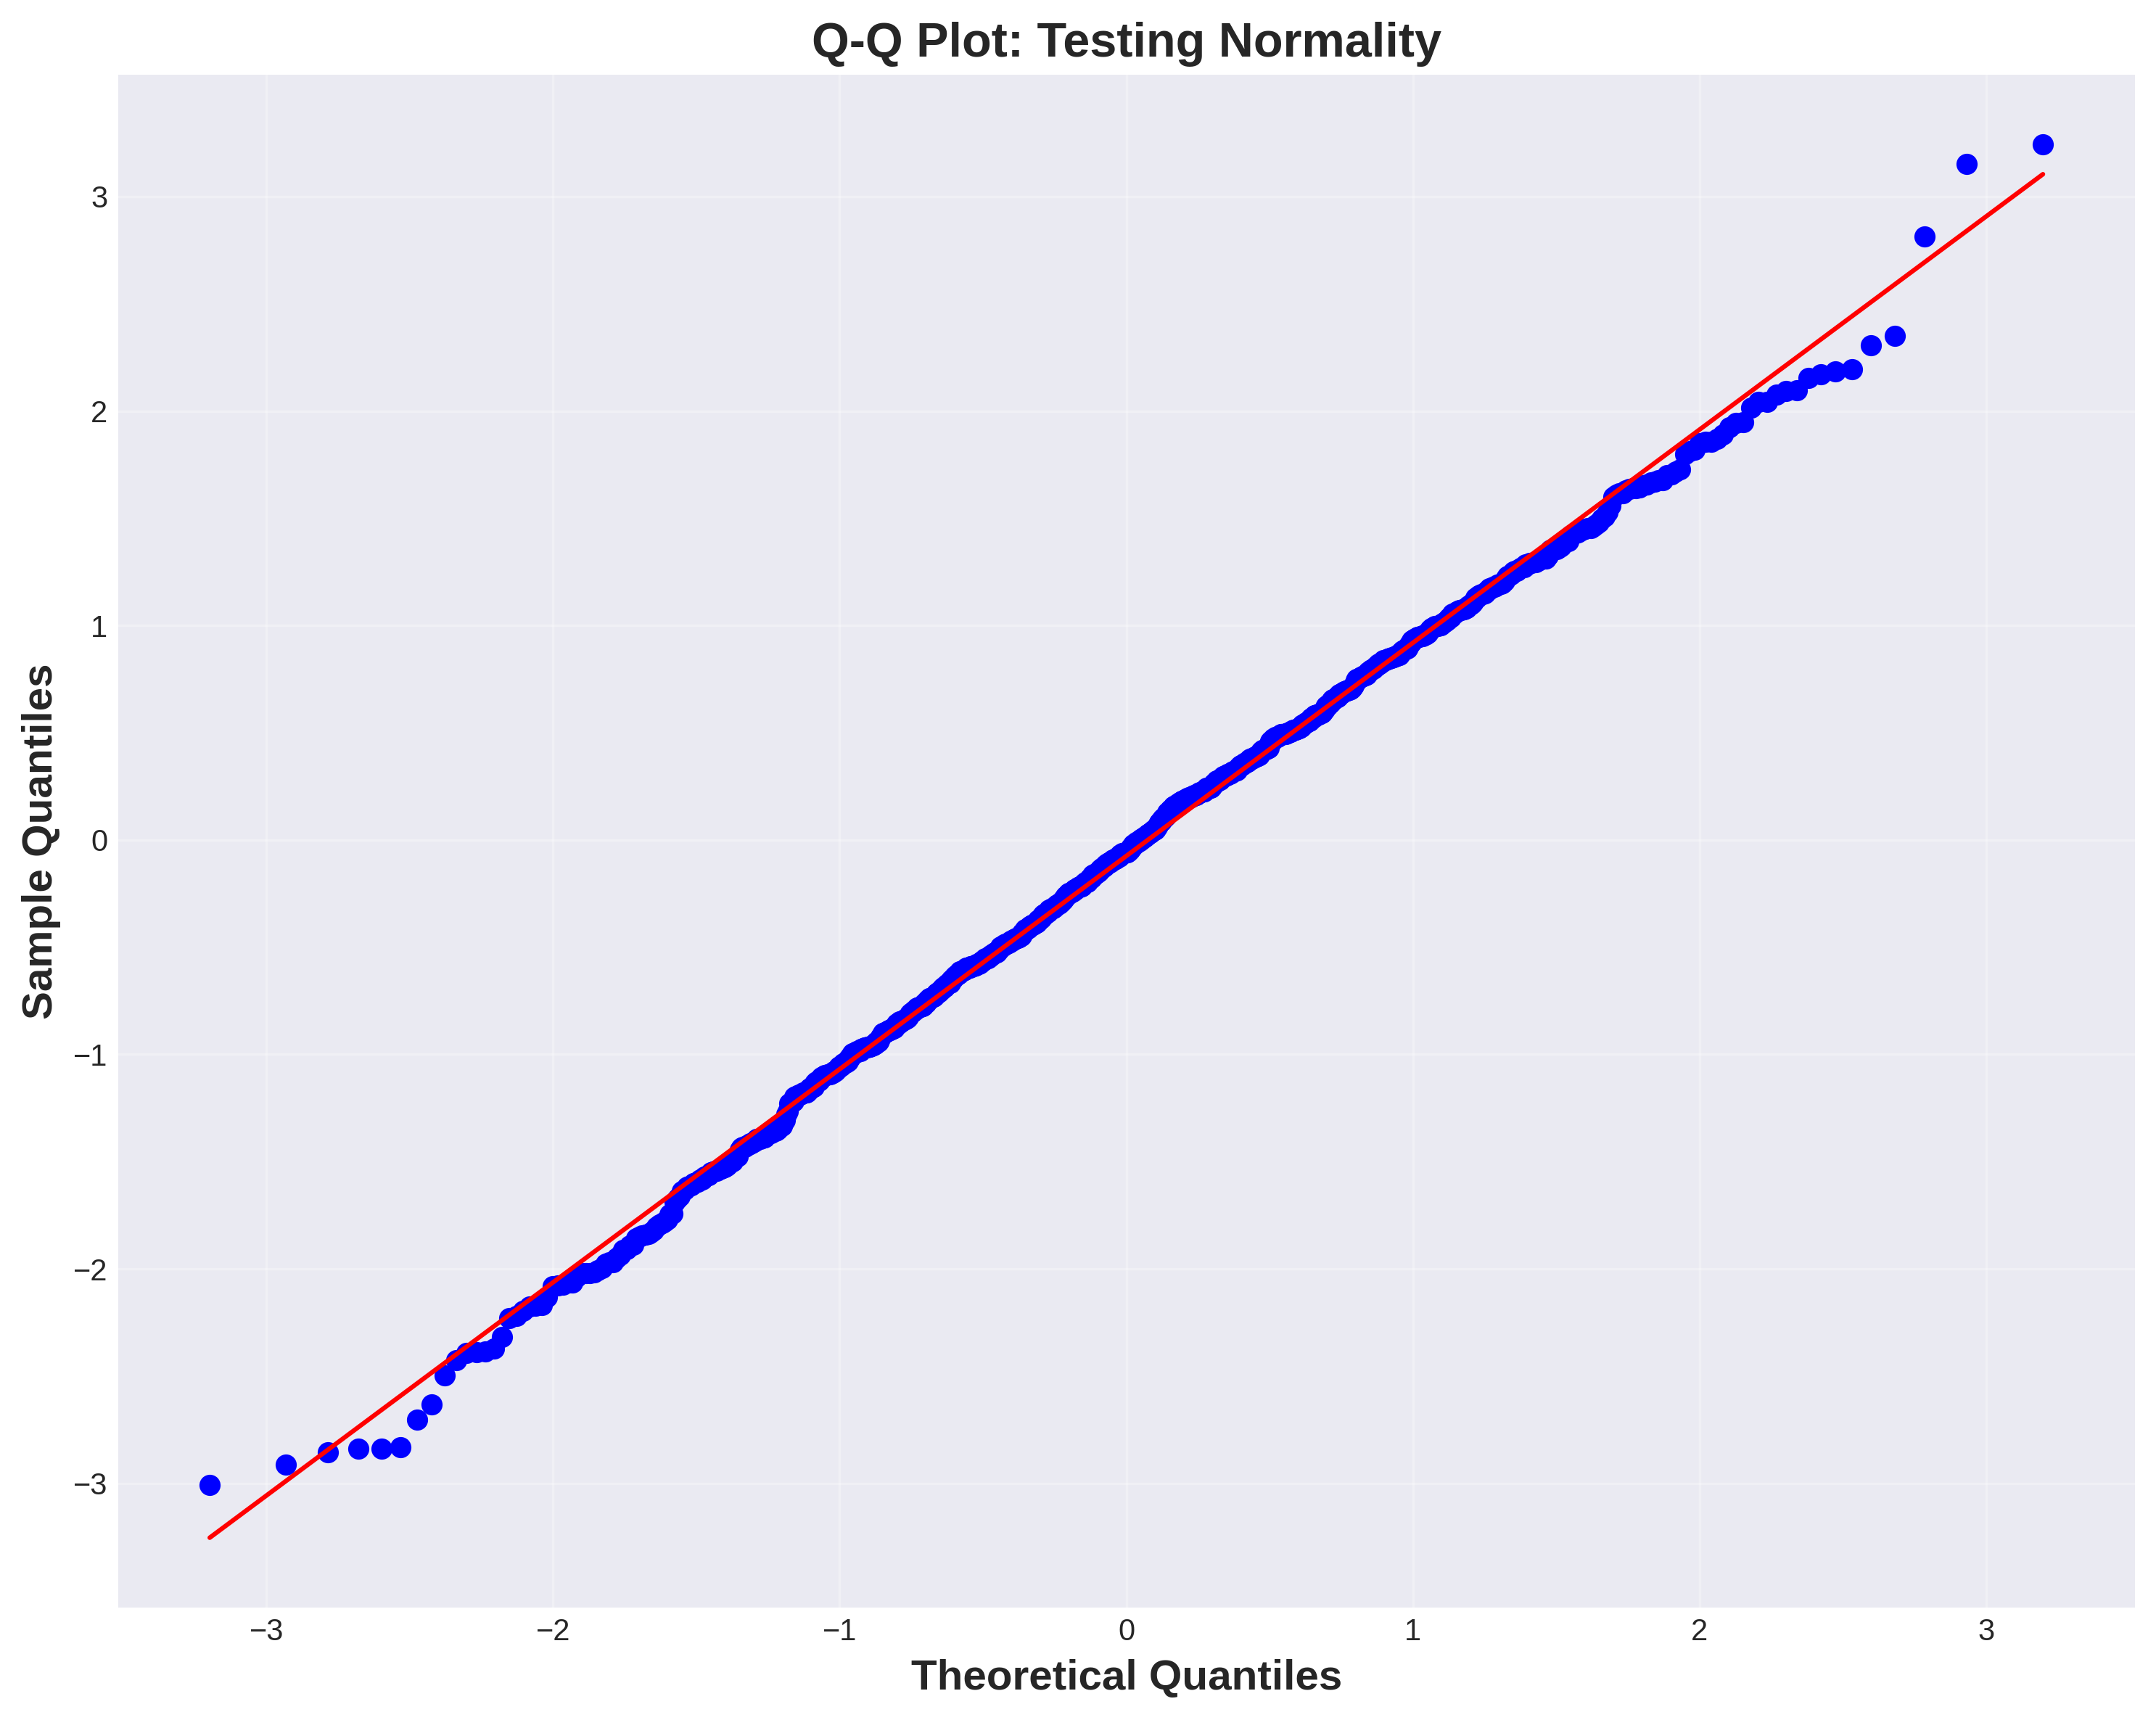 Q-Q Plot: Testing Normality
3
2
1
0
−1
−2
−3
Sample Quantiles
−3 −2 −1 0 1 2 3
Theoretical Quantiles